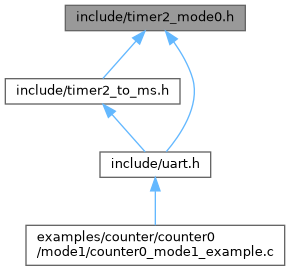 include/timer2_mode0.h
include/timer2_to_ms.h
include/uart.h
examples/counter/counter0
/mode1/counter0_mode1_example.c